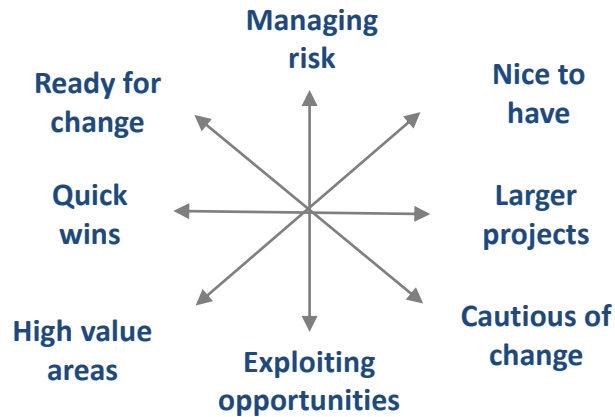 Managing
risk
Ready for
change
Nice to
have
Quick
wins
Larger
projects
High value
areas
Exploiting
opportunities
Cautious of
change